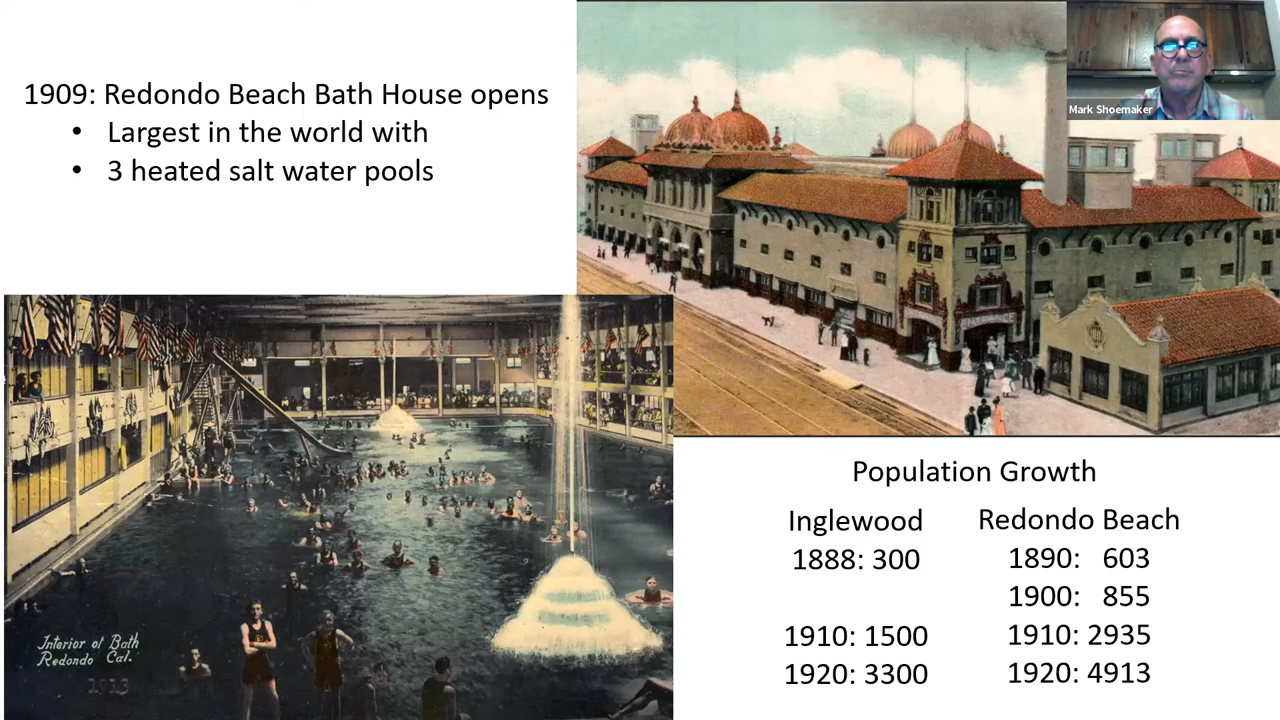 1909: Redondo Beach Bath House opens
• Largest in the world with
• 3 heated salt water pools
Mark Shoemaker
ENTRANCE
Interior of Bath
Redondo Cal.
1913
Population Growth
Inglewood Redondo Beach
1888: 300 1890: 603
1900: 855
1910: 1500 1910: 2935
1920: 3300 1920: 4913